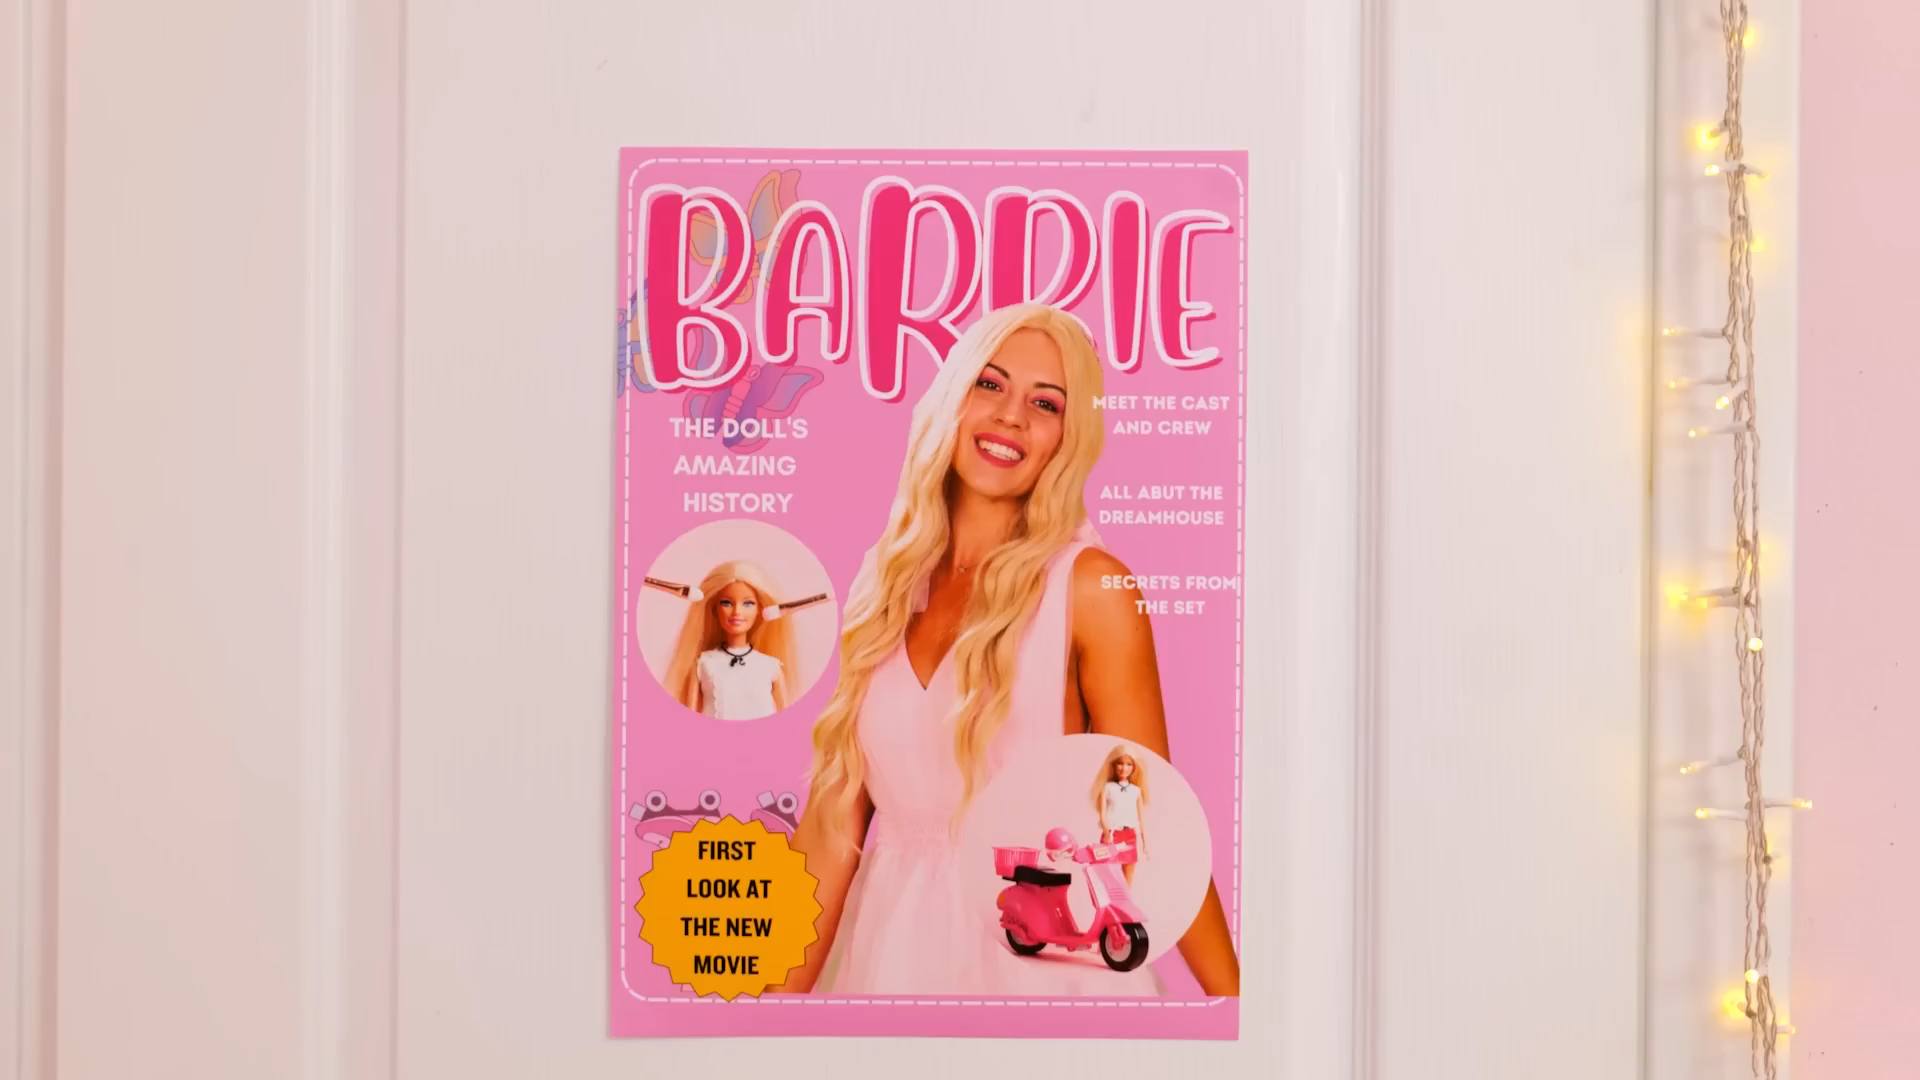 BARBIE
THE DOLL'S
AMAZING
HISTORY
MEET THE CAST
AND CREW
ALL ABUT THE
DREAMHOUSE
SECRETS FROM
THE SET
FIRST
LOOK AT
THE NEW
MOVIE